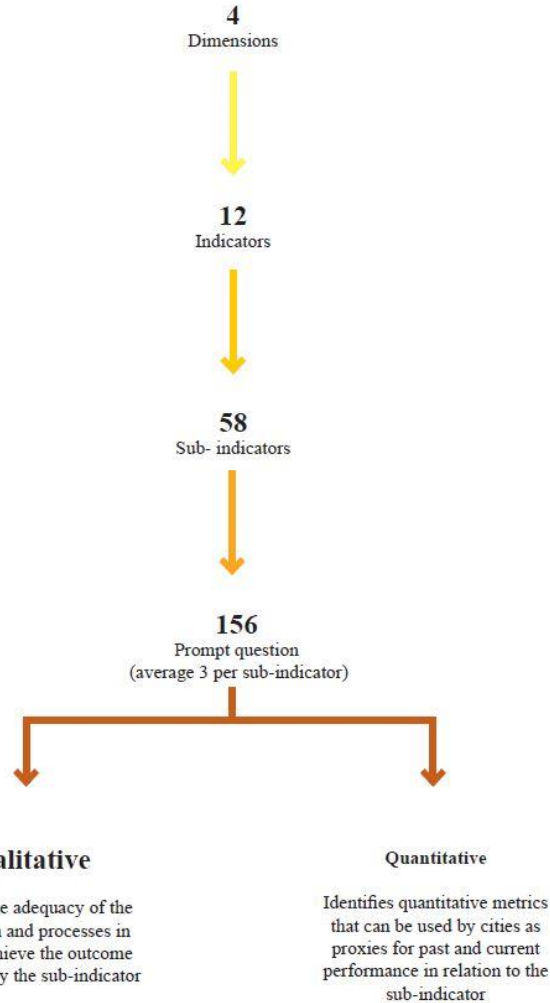 4
Dimensions
12
Indicators
58
Sub- indicators
156
Prompt question
(average 3 per sub-indicator)
alitative
e adequacy of the
and processes in
hieve the outcome
y the sub-indicator
Quantitative
Identifies quantitative metrics
that can be used by cities as
proxies for past and current
performance in relation to the
sub-indicator